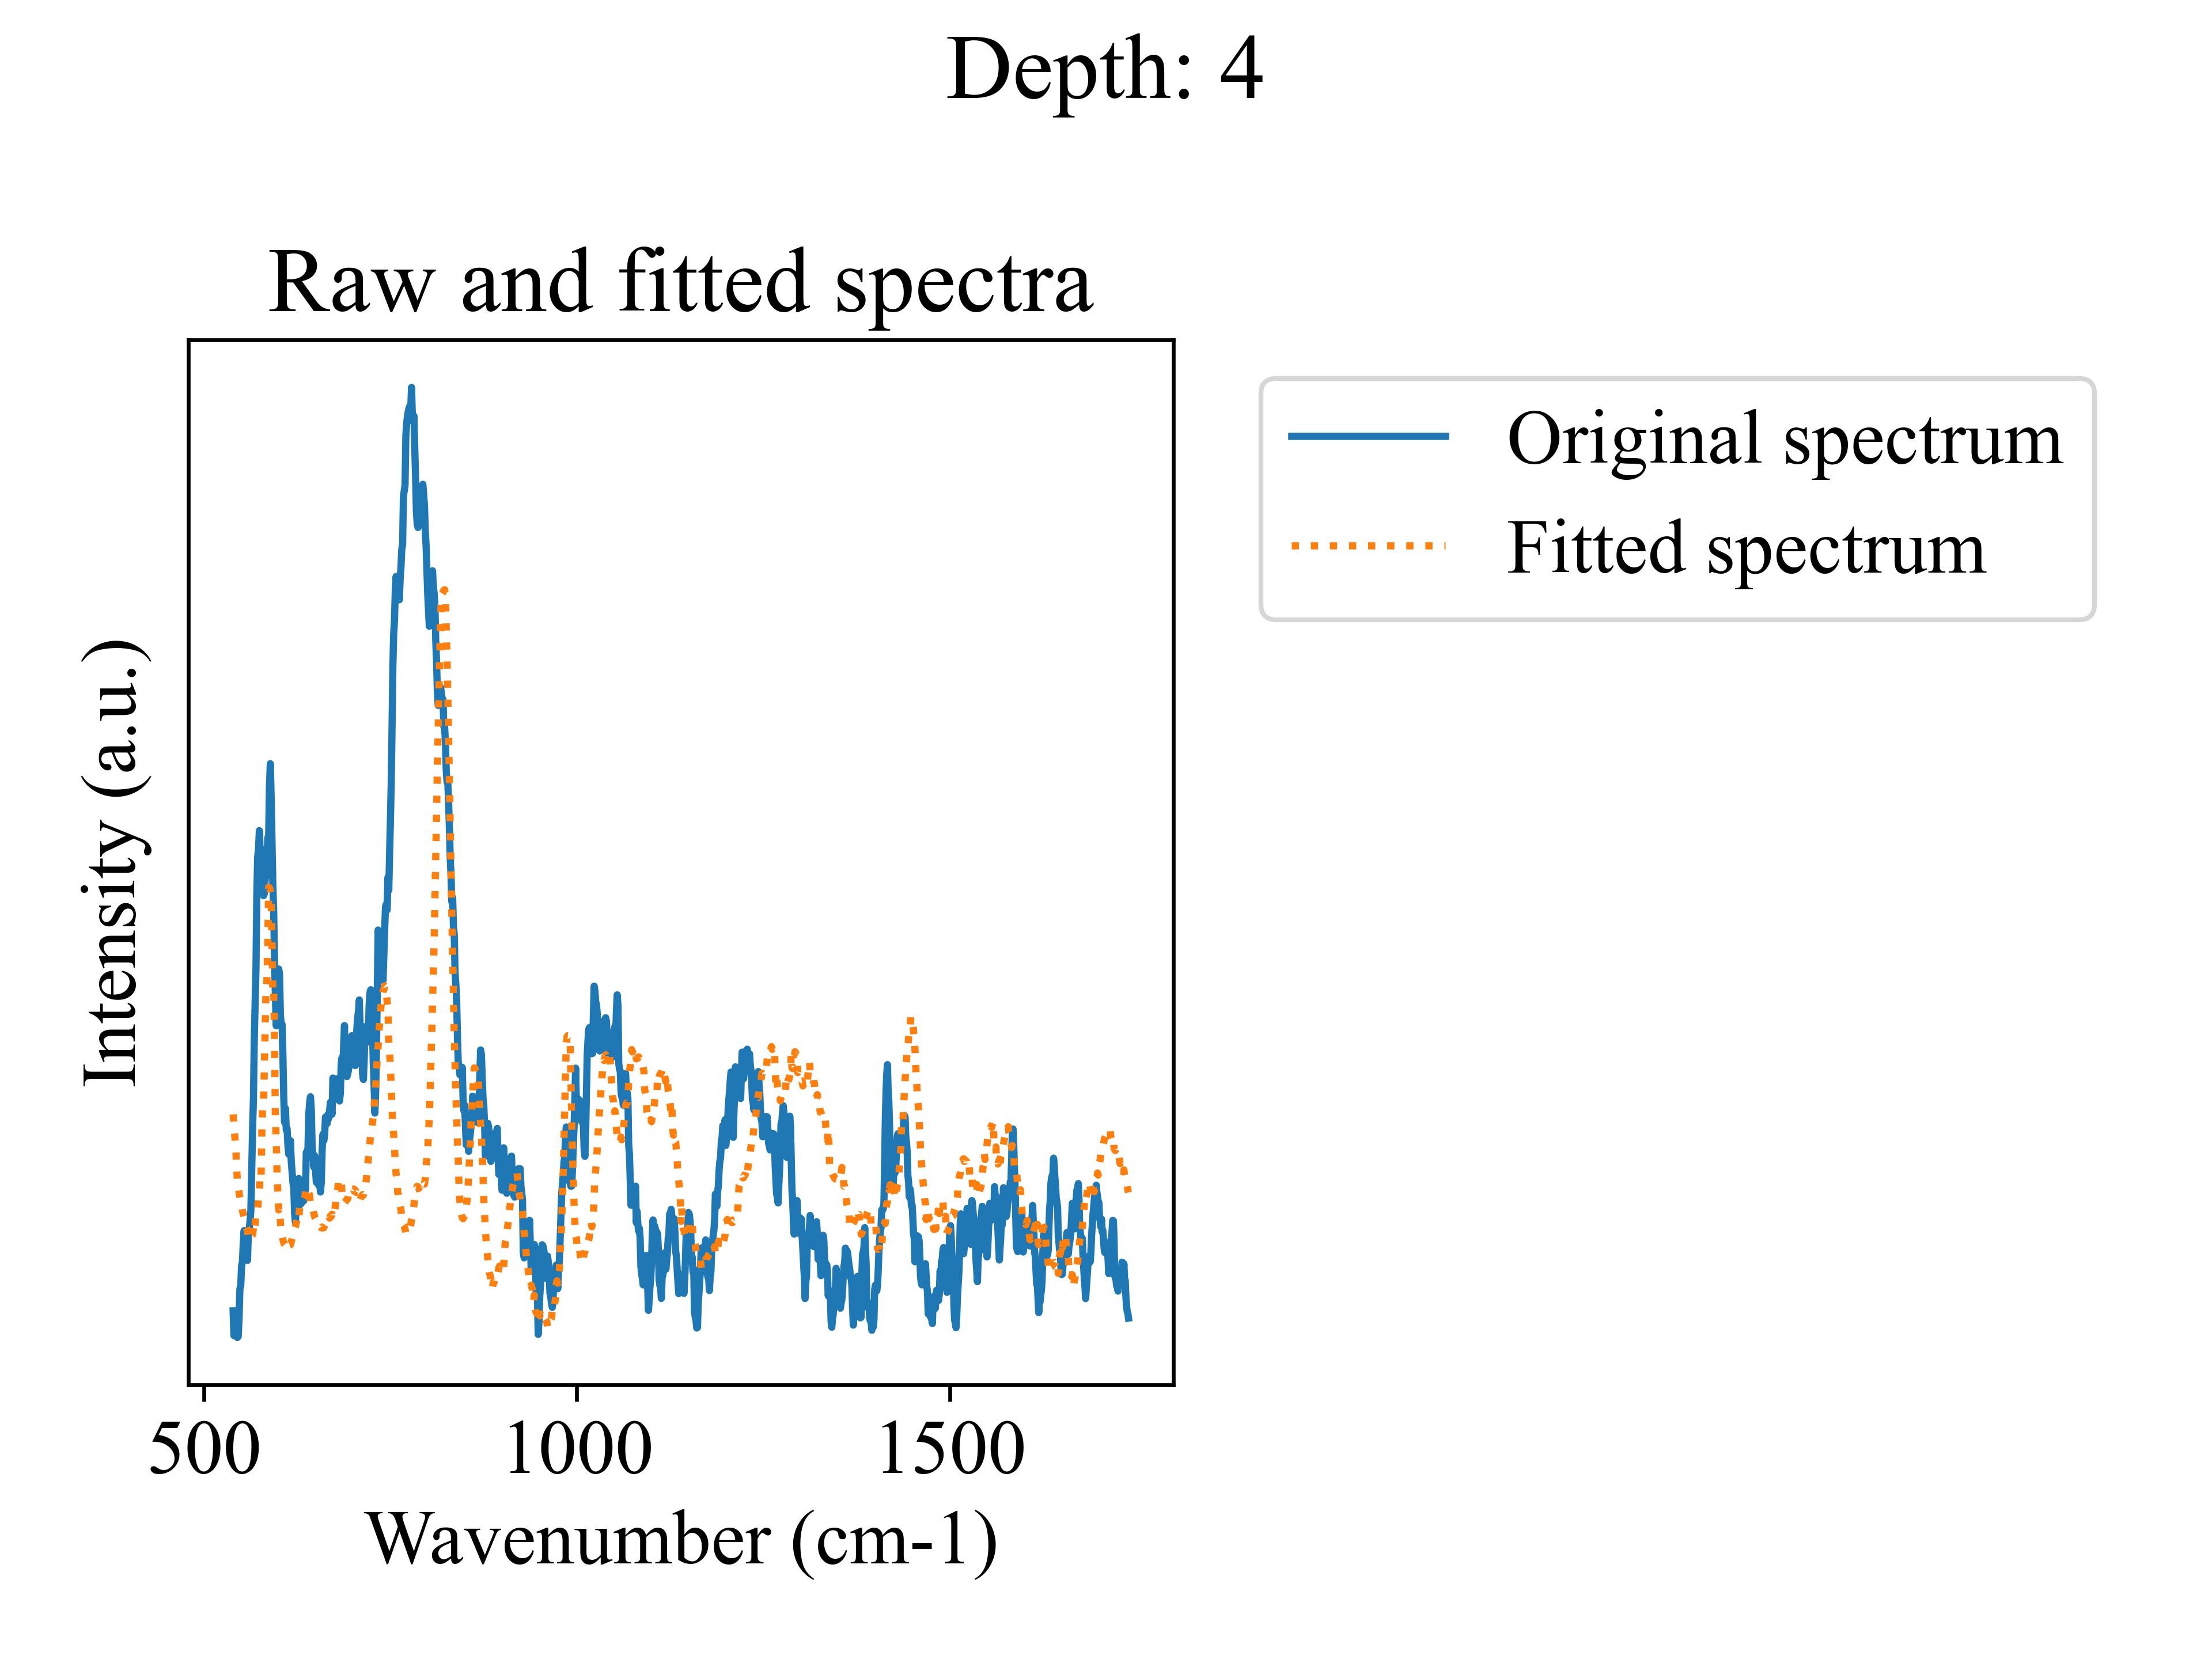 Depth: 4
Raw and fitted spectra
Original spectrum
Fitted spectrum
Intensity (a.u.)
500 1000 1500
Wavenumber (cm-1)